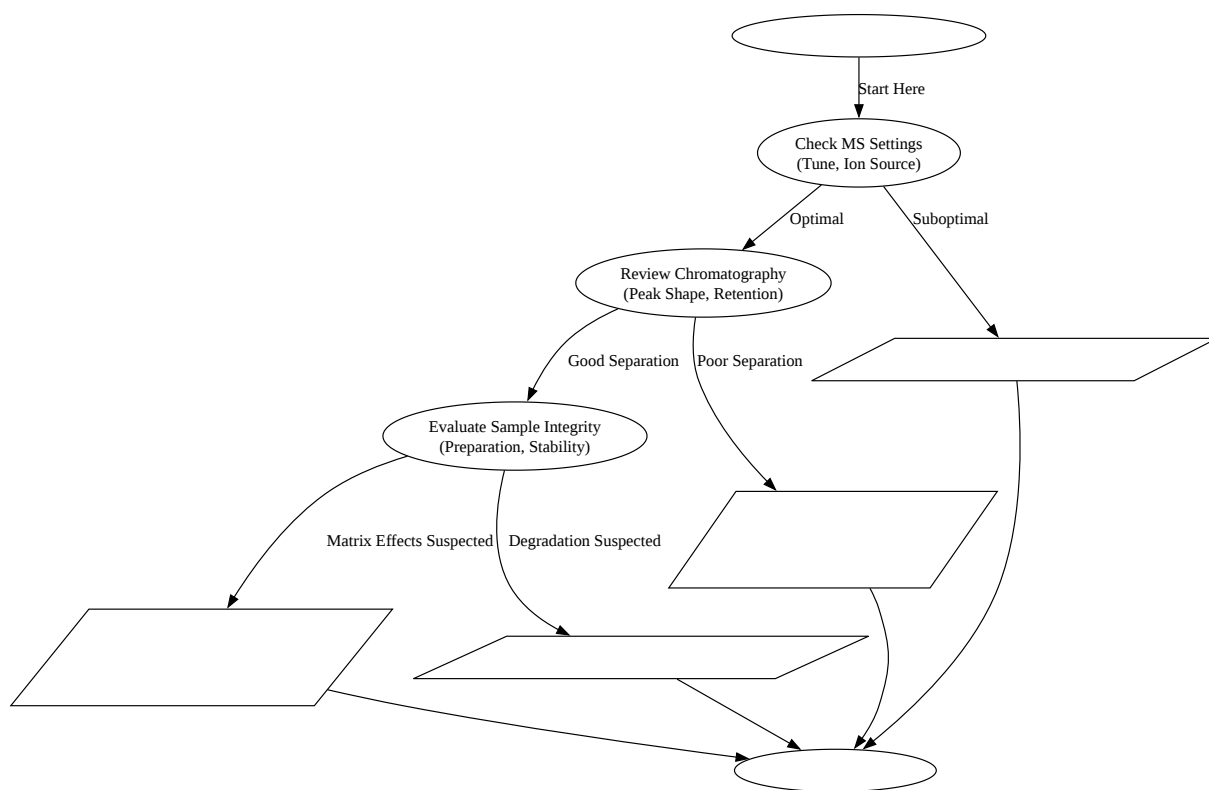 Start Here
Check MS Settings
(Tune, Ion Source)
Optimal
Suboptimal
Review Chromatography
(Peak Shape, Retention)
Good Separation
Poor Separation
Evaluate Sample Integrity
(Preparation, Stability)
Matrix Effects Suspected
Degradation Suspected